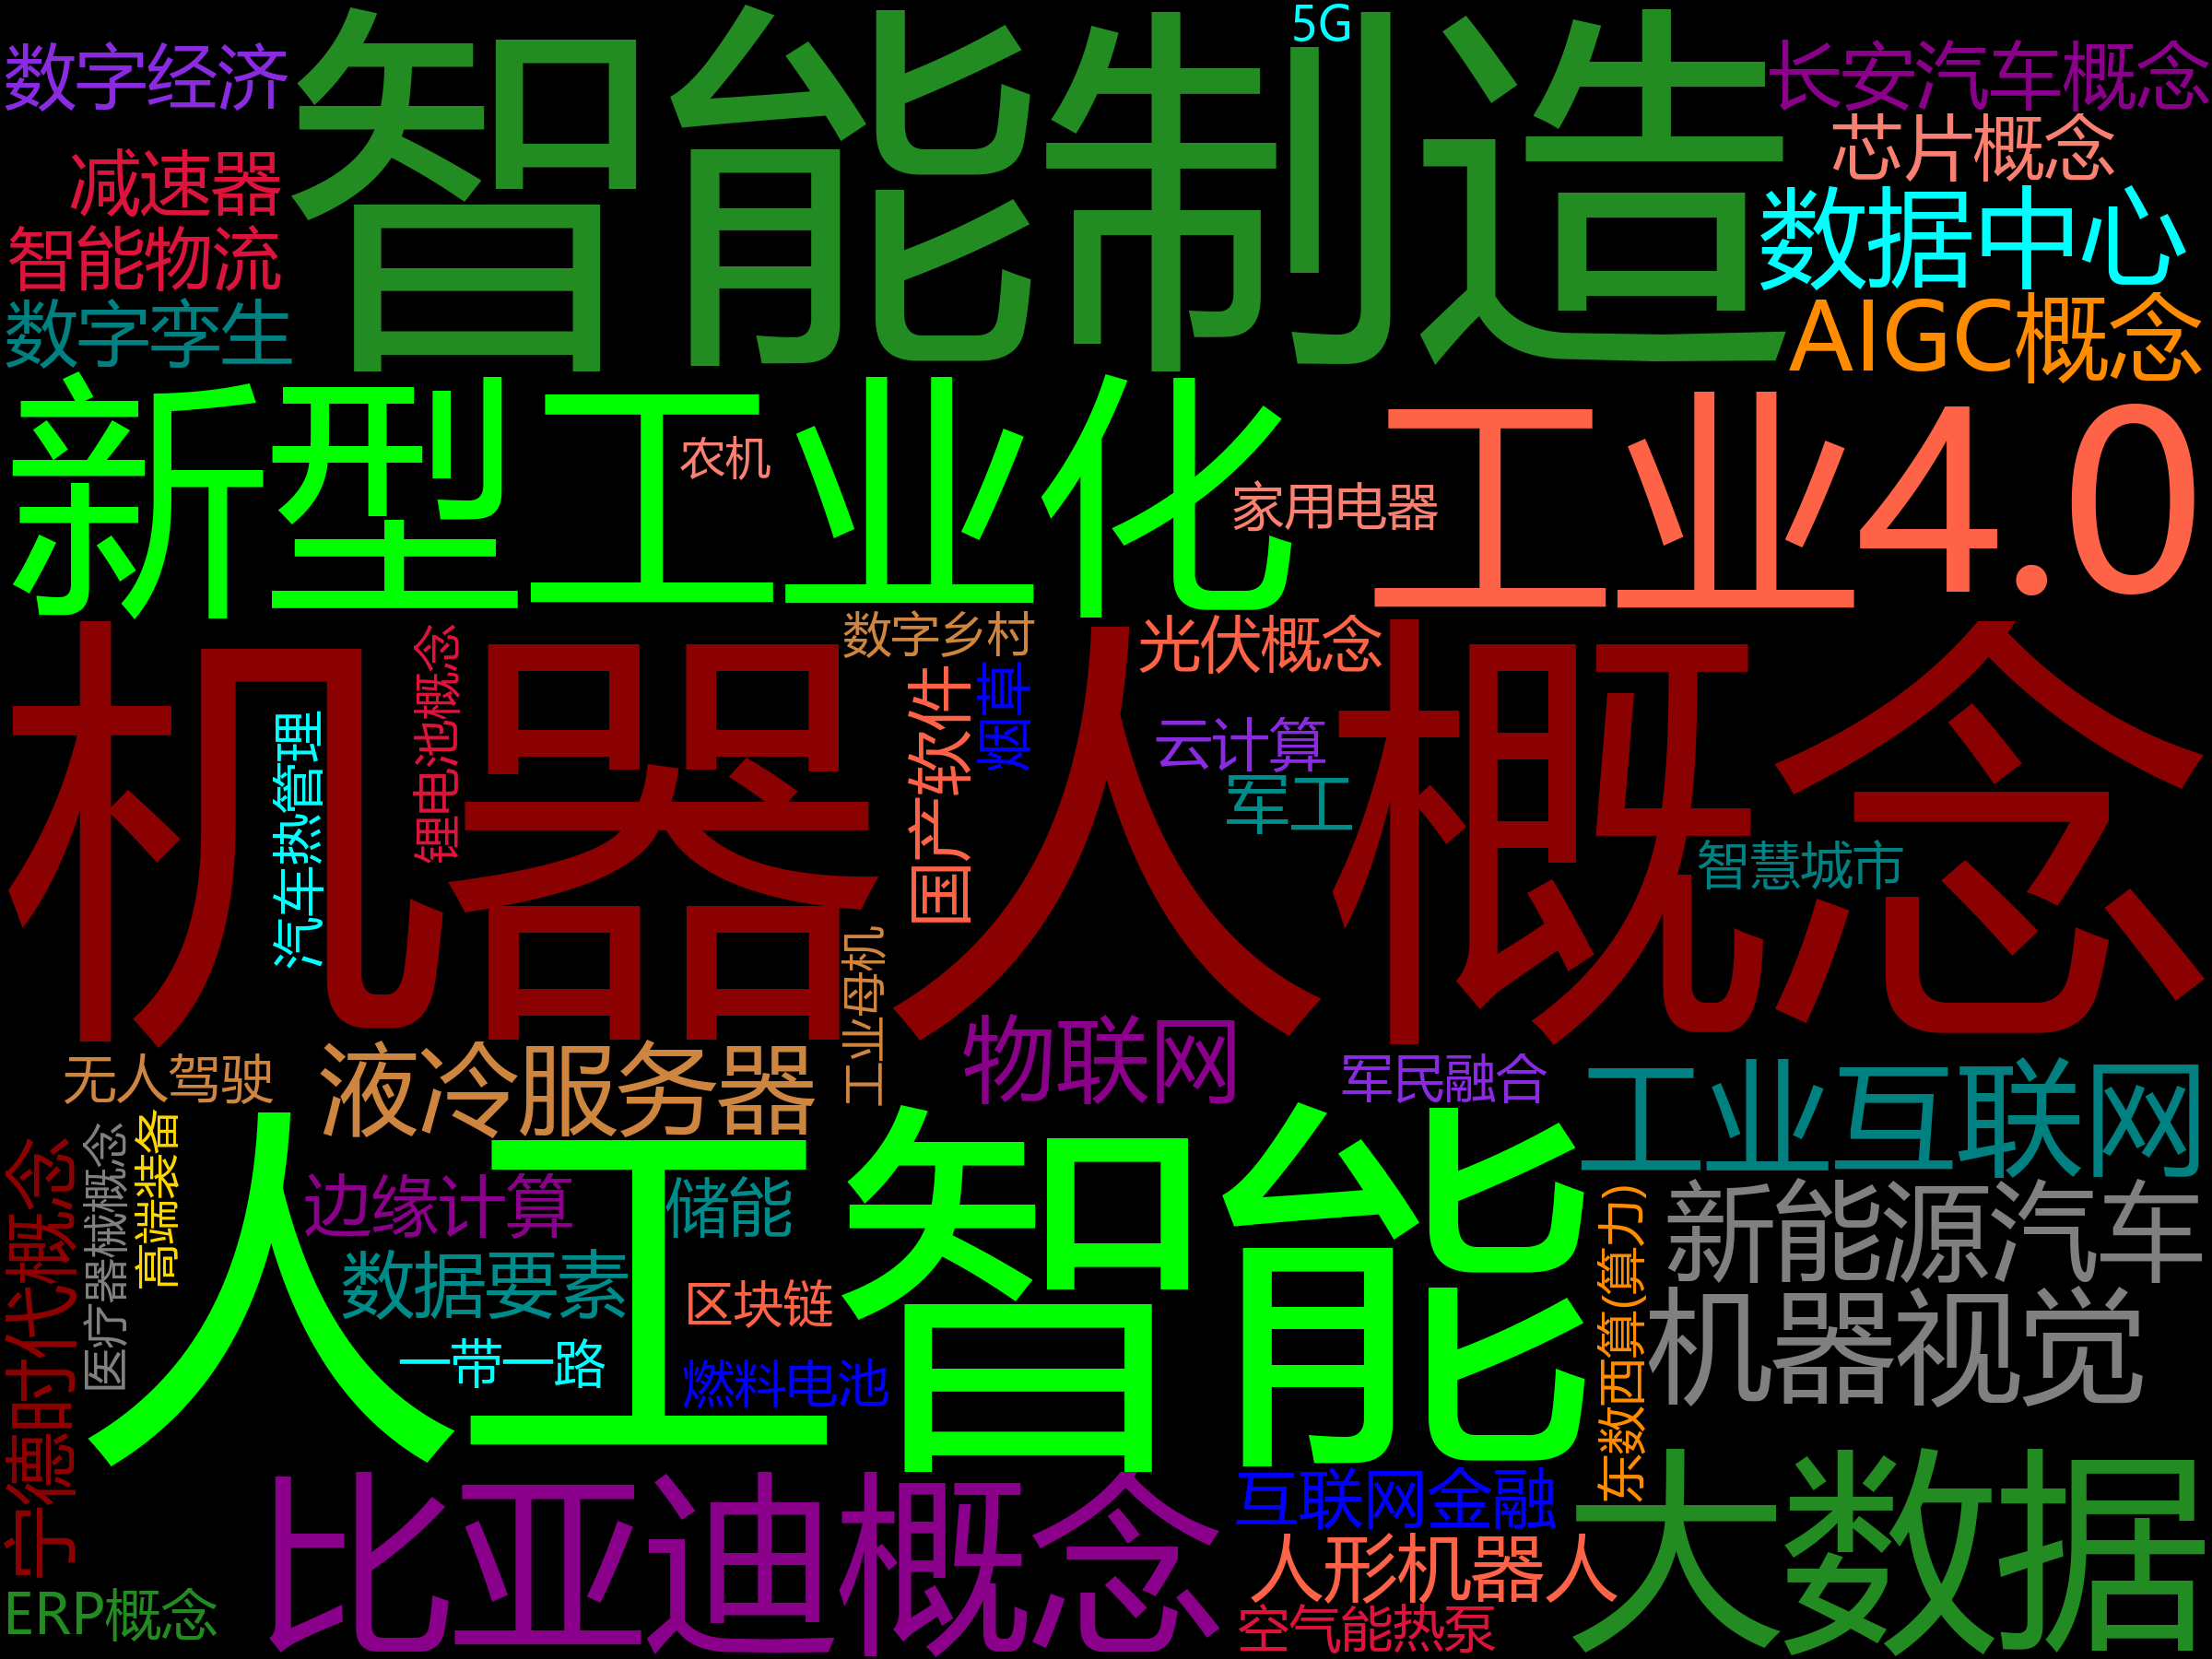 5G
数字经济
智能制造
长安汽车概念
芯片概念
减速器
数据中心
智能物流
AIGC概念
数字孪生
新型工业化
工业4.0
农机
家用电器
数字乡村
光伏概念
机器人概念
锂电池概念
国产软件
烟草
云计算
汽车热管理
军工
智慧城市
工业母机
物联网
液冷服务器
无人驾驶
军民融合
工业互联网
人工智能
高端装备
医疗器械概念
宁德时代概念
边缘计算
储能
新能源汽车
东数西算(算力)
数据要素
区块链
机器视觉
一带一路
燃料电池
大数据
比亚迪概念
互联网金融
人形机器人
ERP概念
空气能热泵